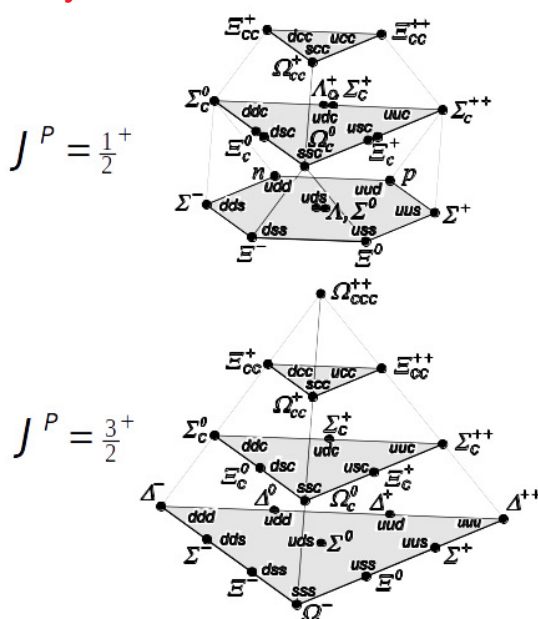 Ξcc⁺ dcc ucc Ξcc⁺⁺
scc
Ωcc⁺
Λc⁺ Σc⁺
Σc⁰ ddc udc uuc Σc⁺⁺
Ξc⁰ dsc Ωc⁰ usc Ξc⁺
ssc
J P = 1/2 +
n udd uud p
Σ⁻ dds uds Λ, Σ⁰ uus Σ⁺
dss uss
Ξ⁻ Ξ⁰
Ωccc⁺⁺
Ξcc⁺ dcc ucc Ξcc⁺⁺
scc
Ωcc⁺
J P = 3/2 +
Σc⁰ ddc Σc⁺ udc uuc Σc⁺⁺
Ξc⁰ dsc usc Ξc⁺
ssc Ωc⁰
Δ⁻ Δ⁰ Δ⁺ Δ⁺⁺
ddd udd uud uuu
Σ⁻ dds uds Σ⁰ uus Σ⁺
Ξ⁻ dss uss Ξ⁰
sss
Ω⁻